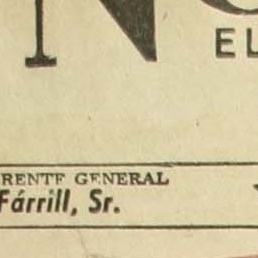 N
EL
RENTE GENERAL
Fárrill, Sr.